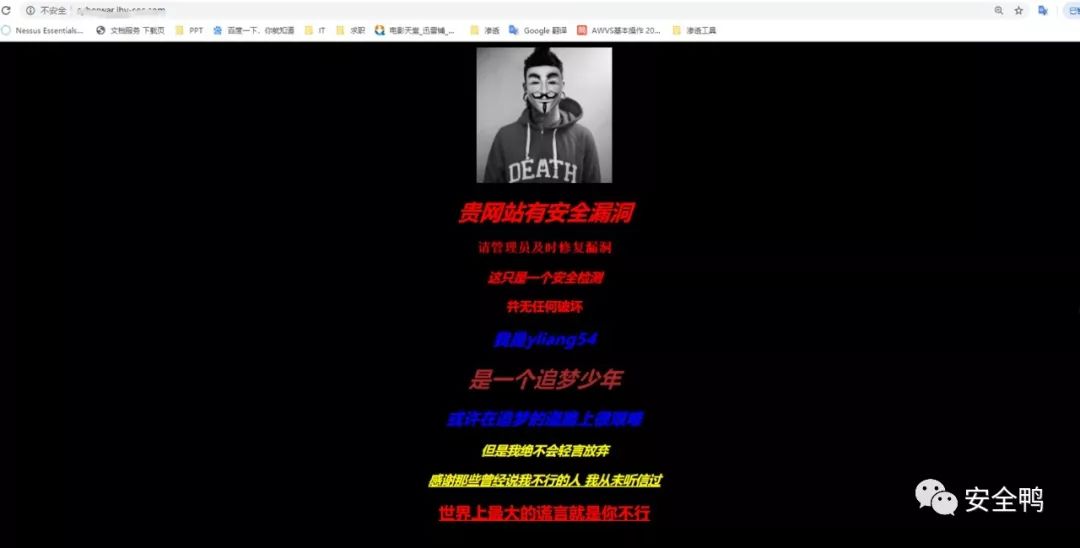 不安全
Nessus Essentials... 文档服务 下载页 PPT 百度一下，你就知道 IT 求职 电影天堂_迅雷铺_... 渗透 Google 翻译 AWVS基本操作 20... 渗透工具
DEATH
贵网站有安全漏洞
请管理员及时修复漏洞
这只是一个安全检测
并无任何破坏
我是yliang54
是一个追梦少年
或许在追梦的道路上很艰难
但是我绝不会轻言放弃
感谢那些曾经说我不行的人 我从未听信过
世界上最大的谎言就是你不行
安全鸭